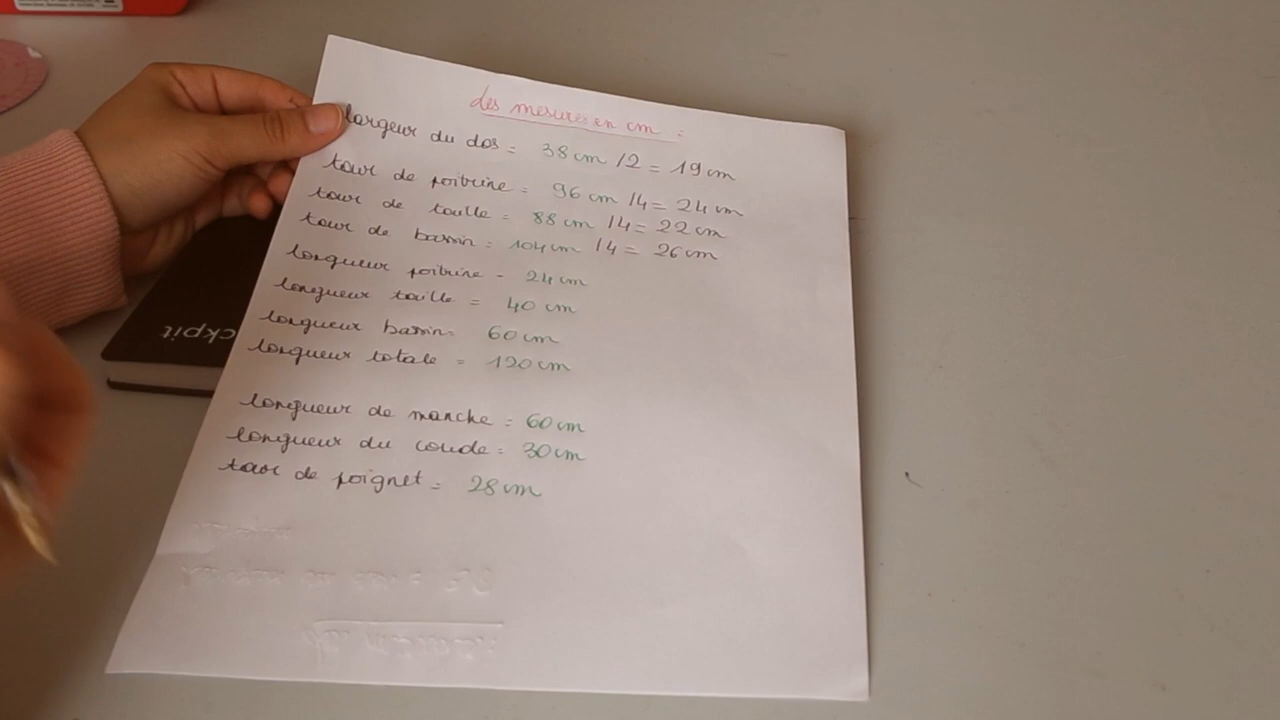 des mesures en cm :
largeur du dos = 38 cm /2 = 19 cm
tour de poitrine = 96 cm /4 = 24 cm
tour de taille = 88 cm /4 = 22 cm
tour de bassin = 104 cm /4 = 26 cm
longueur poitrine = 24 cm
longueur taille = 40 cm
longueur bassin = 60 cm
longueur totale = 120 cm
longueur de manche = 60 cm
longueur du coude = 30 cm
tour de poignet = 28 cm
ckpit